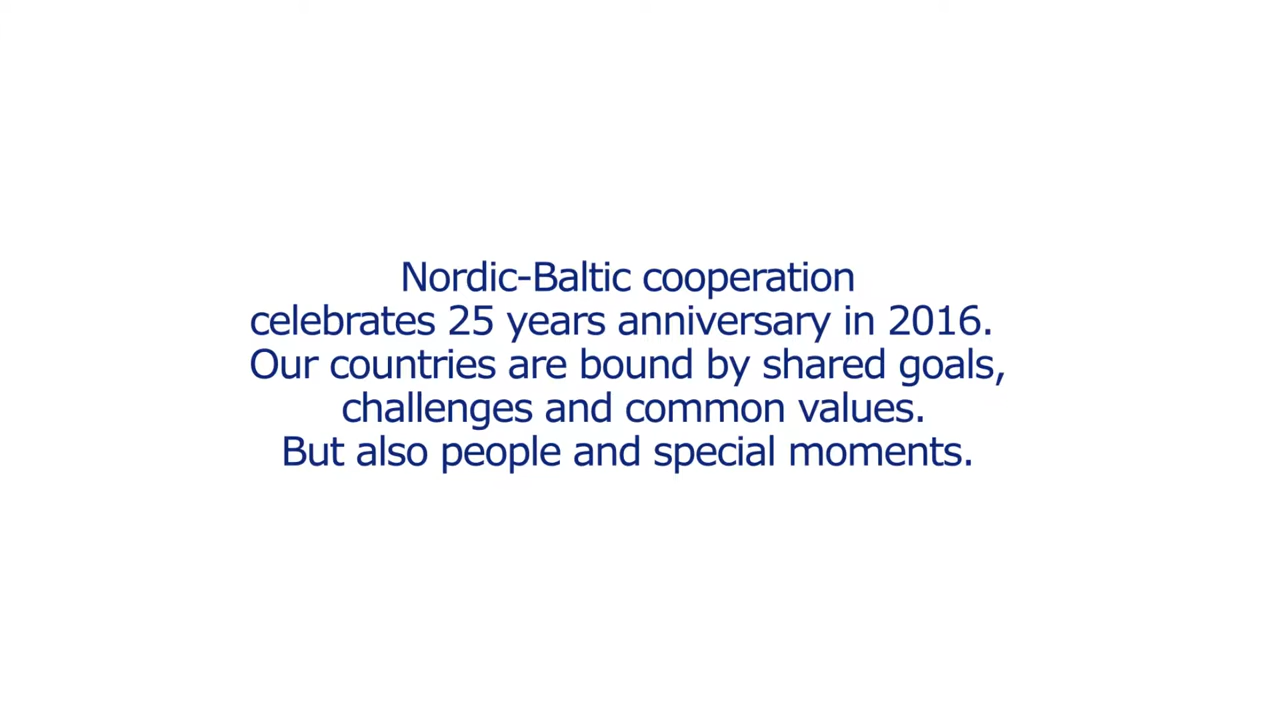 Nordic-Baltic cooperation
celebrates 25 years anniversary in 2016.
Our countries are bound by shared goals,
challenges and common values.
But also people and special moments.